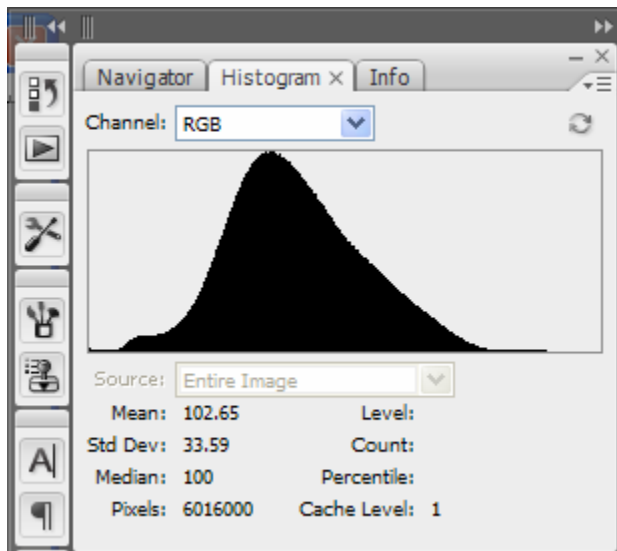 Navigator Histogram × Info
Channel: RGB
Source: Entire Image
Mean: 102.65 Level:
Std Dev: 33.59 Count:
Median: 100 Percentile:
Pixels: 6016000 Cache Level: 1